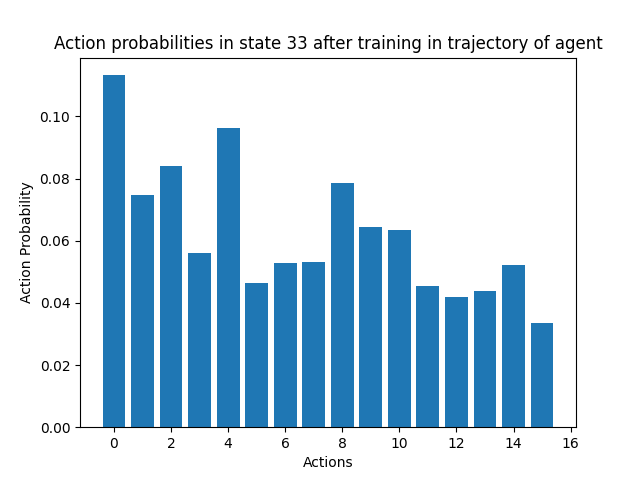 Action probabilities in state 33 after training in trajectory of agent
Action Probability
0.10
0.08
0.06
0.04
0.02
0.00
0 2 4 6 8 10 12 14 16
Actions